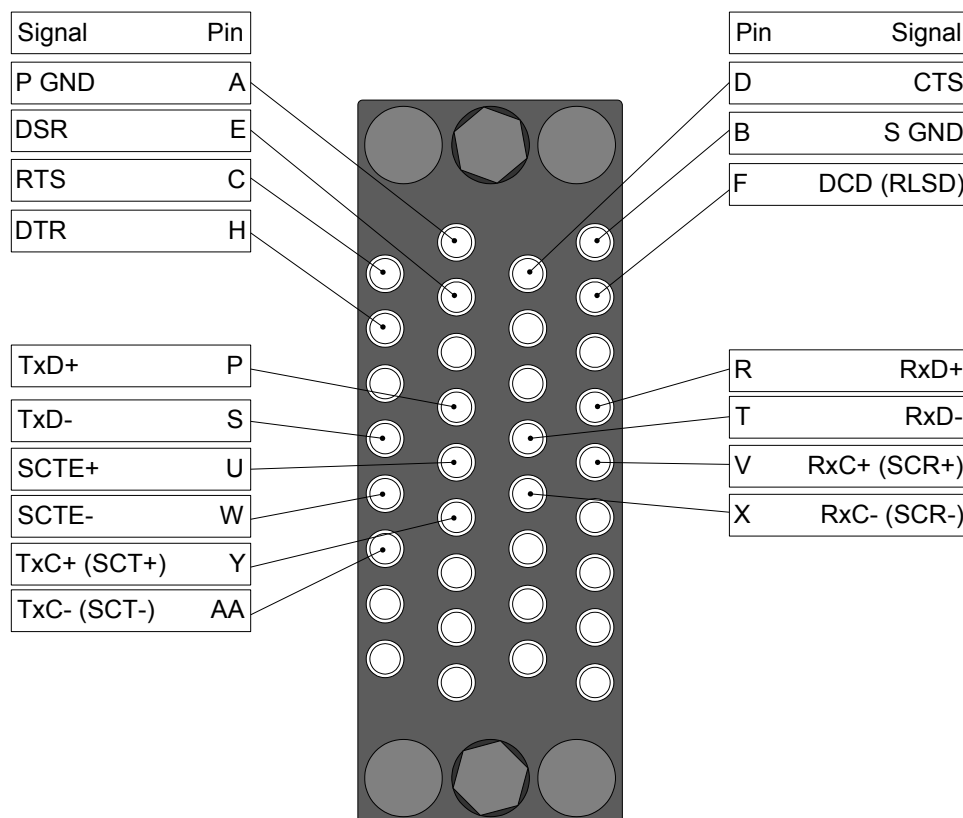 Signal Pin
P GND A
DSR E
RTS C
DTR H
TxD+ P
TxD- S
SCTE+ U
SCTE- W
TxC+ (SCT+) Y
TxC- (SCT-) AA
Pin Signal
D CTS
B S GND
F DCD (RLSD)
R RxD+
T RxD-
V RxC+ (SCR+)
X RxC- (SCR-)